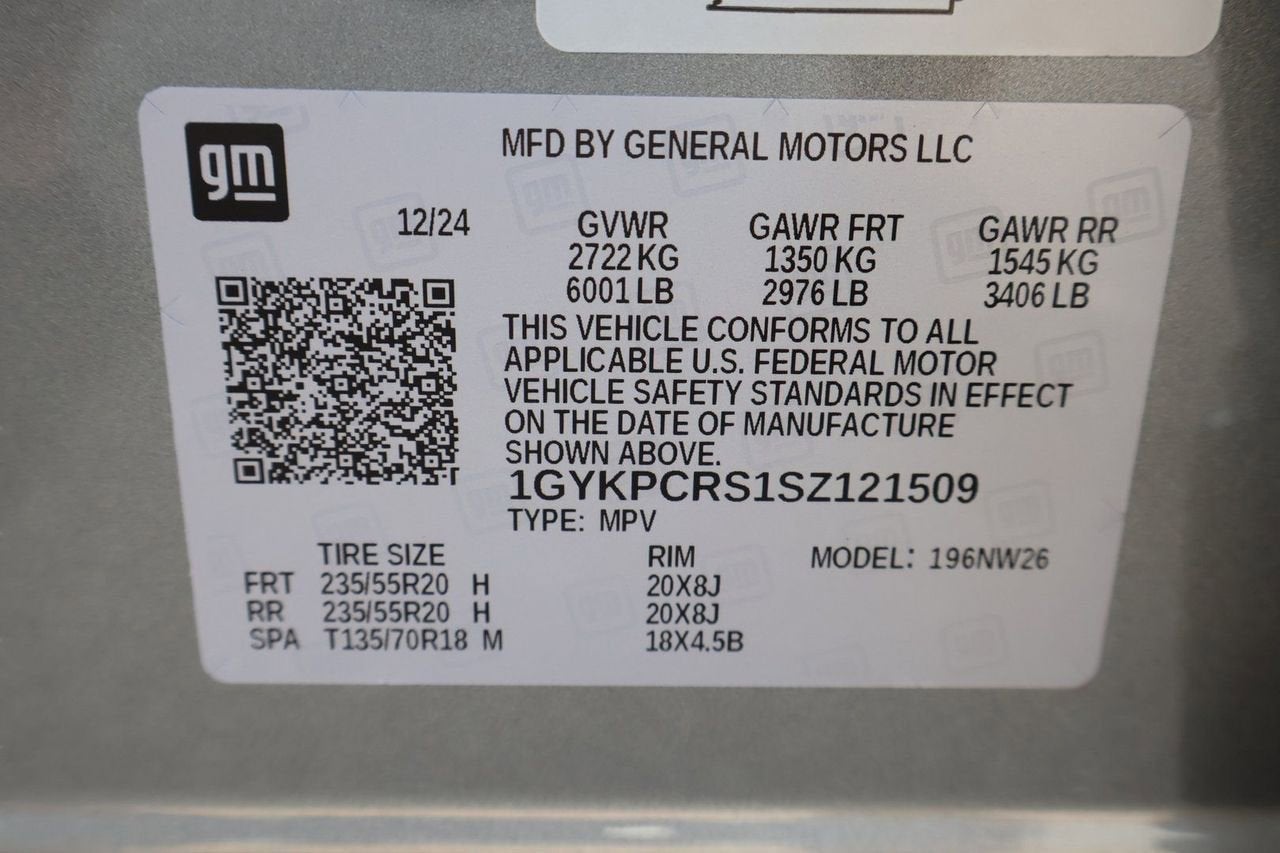 gm
MFD BY GENERAL MOTORS LLC
12/24 GVWR GAWR FRT GAWR RR
2722 KG 1350 KG 1545 KG
6001 LB 2976 LB 3406 LB
THIS VEHICLE CONFORMS TO ALL
APPLICABLE U.S. FEDERAL MOTOR
VEHICLE SAFETY STANDARDS IN EFFECT
ON THE DATE OF MANUFACTURE
SHOWN ABOVE.
1GYKPCRS1SZ121509
TYPE: MPV
TIRE SIZE RIM MODEL: 196NW26
FRT 235/55R20 H 20X8J
RR 235/55R20 H 20X8J
SPA T135/70R18 M 18X4.5B